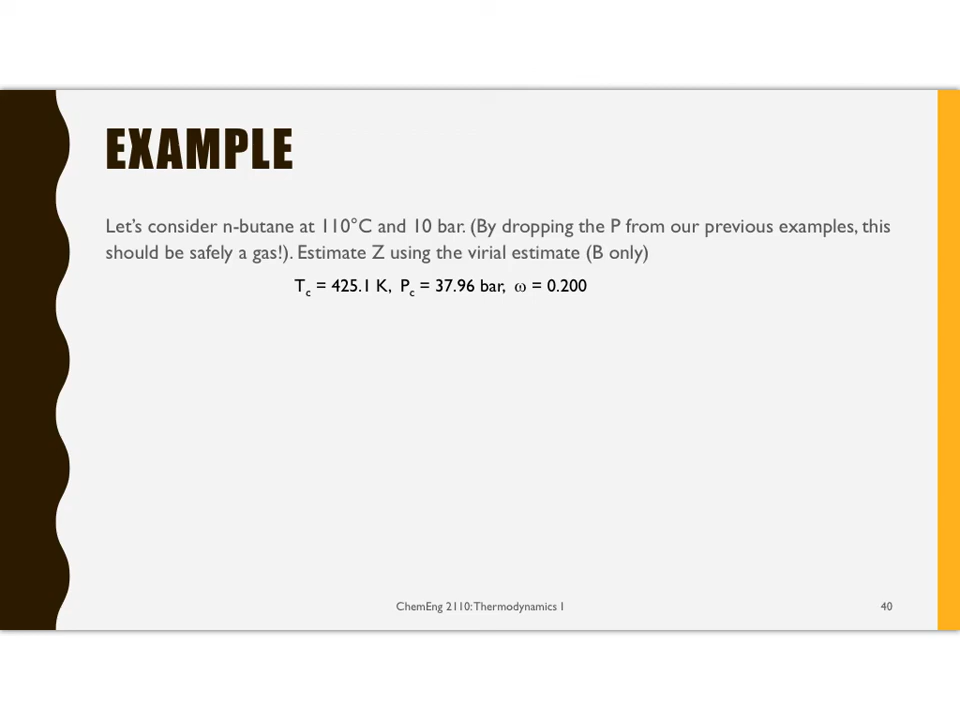 EXAMPLE
Let's consider n-butane at 110°C and 10 bar. (By dropping the P from our previous examples, this
should be safely a gas!). Estimate Z using the virial estimate (B only)
Tc = 425.1 K, Pc = 37.96 bar, ω = 0.200
ChemEng 2110: Thermodynamics I
40